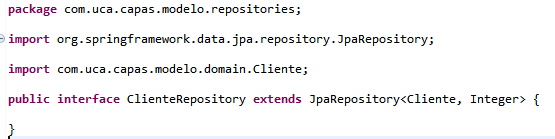 package com.uca.capas.modelo.repositories;
import org.springframework.data.jpa.repository.JpaRepository;
import com.uca.capas.modelo.domain.Cliente;
public interface ClienteRepository extends JpaRepository<Cliente, Integer> {
}